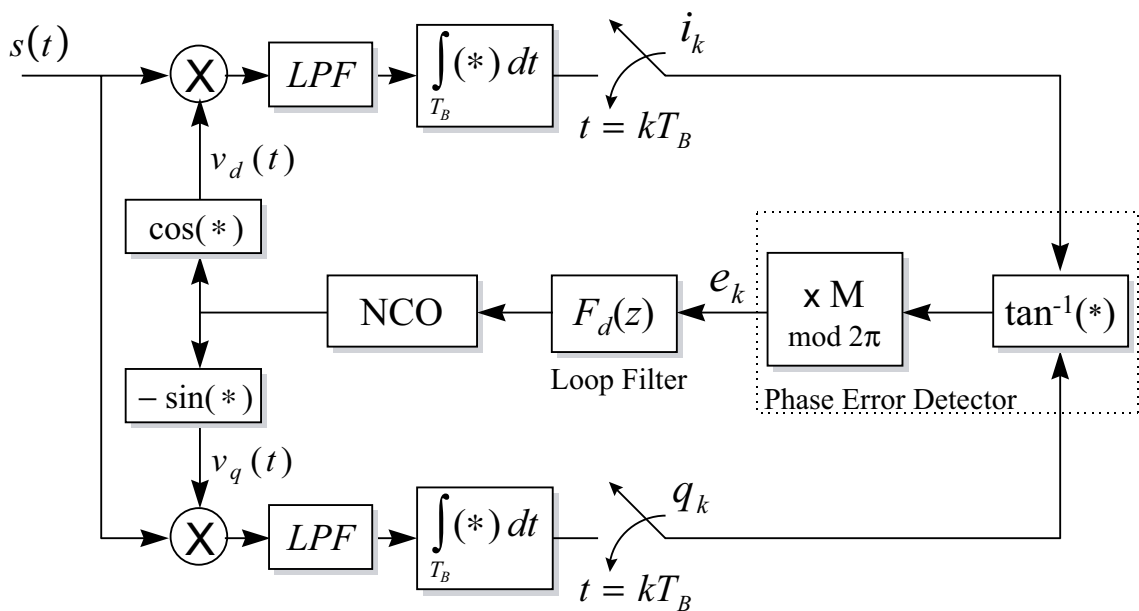 s(t)
X
LPF
∫(∗) dt
T_B
i_k
t = kT_B
v_d (t)
cos(∗)
NCO
F_d(z)
Loop Filter
e_k
x M
mod 2π
tan⁻¹(∗)
Phase Error Detector
− sin(∗)
v_q (t)
X
LPF
∫(∗) dt
T_B
q_k
t = kT_B